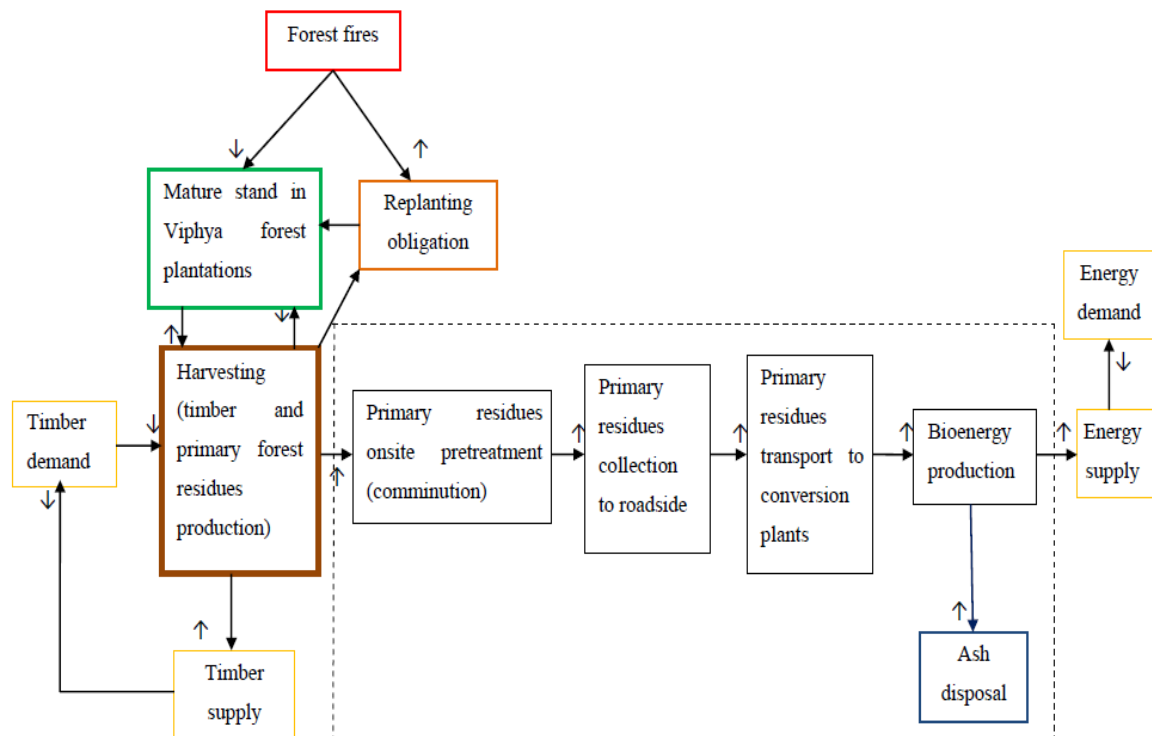 Forest fires
Mature stand in
Viphya forest
plantations
Replanting
obligation
Energy
demand
Harvesting
(timber and
primary forest
residues
production)
Timber
demand
Primary residues
onsite pretreatment
(comminution)
Primary
residues
collection
to roadside
Primary
residues
transport to
conversion
plants
Bioenergy
production
Energy
supply
Timber
supply
Ash
disposal